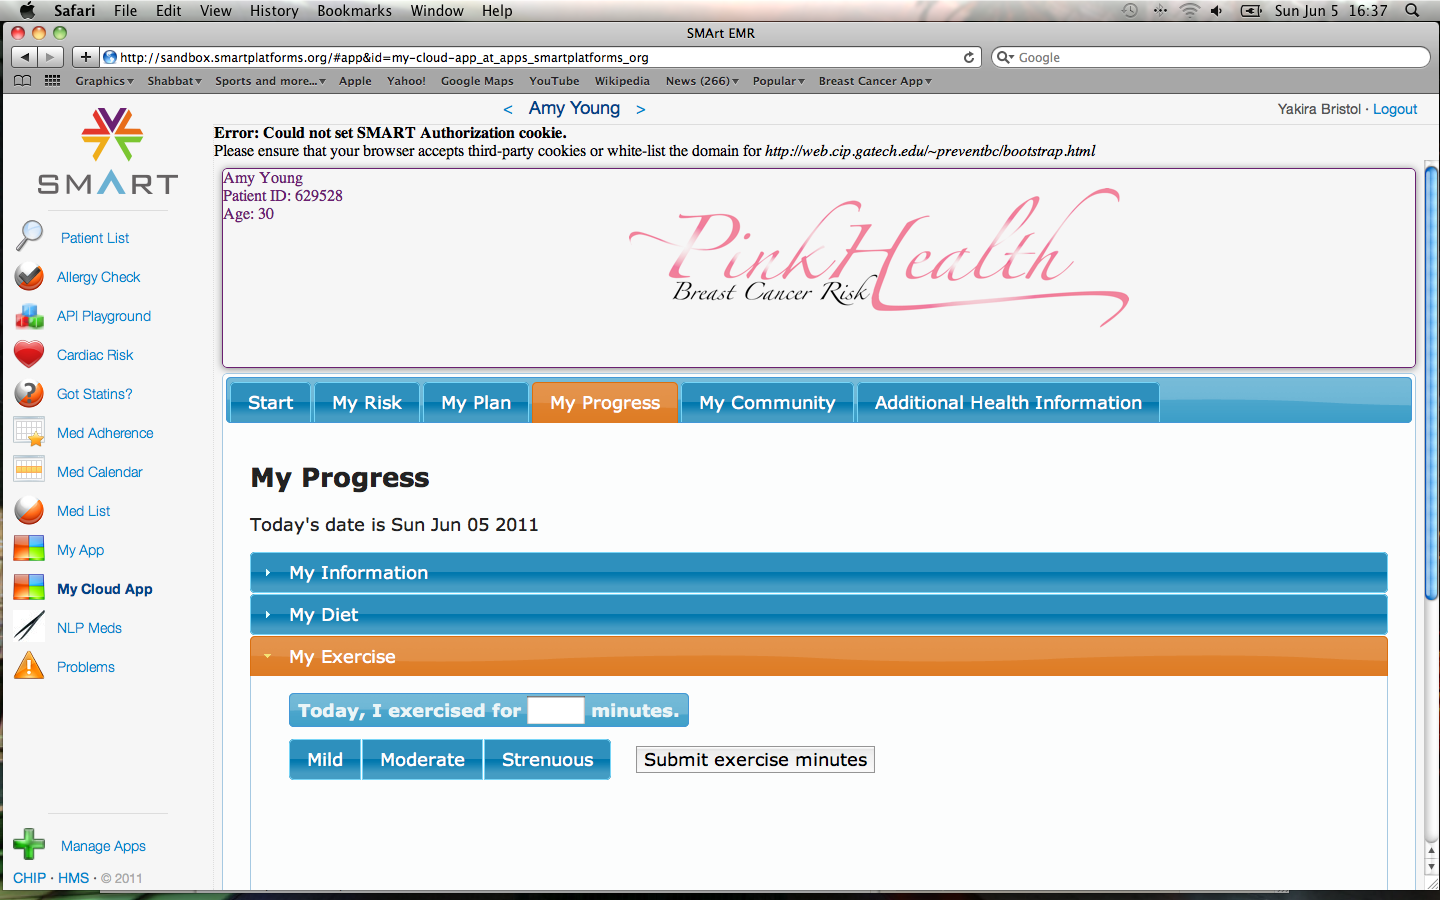 Safari File Edit View History Bookmarks Window Help Sun Jun 5 16:37
SMArt EMR
http://sandbox.smartplatforms.org/#app&id=my-cloud-app_at_apps_smartplatforms_org Google
Graphics Shabbat Sports and more... Apple Yahoo! Google Maps YouTube Wikipedia News (266) Popular Breast Cancer App
< Amy Young > Yakira Bristol · Logout
Error: Could not set SMART Authorization cookie.
Please ensure that your browser accepts third-party cookies or white-list the domain for http://web.cip.gatech.edu/~preventbc/bootstrap.html
SMART
Patient List
Allergy Check
API Playground
Cardiac Risk
Got Statins?
Med Adherence
Med Calendar
Med List
My App
My Cloud App
NLP Meds
Problems
Manage Apps
CHIP · HMS · © 2011
Amy Young
Patient ID: 629528
Age: 30
PinkHealth
Breast Cancer Risk
Start My Risk My Plan My Progress My Community Additional Health Information
My Progress
Today's date is Sun Jun 05 2011
My Information
My Diet
My Exercise
Today, I exercised for minutes.
Mild Moderate Strenuous Submit exercise minutes